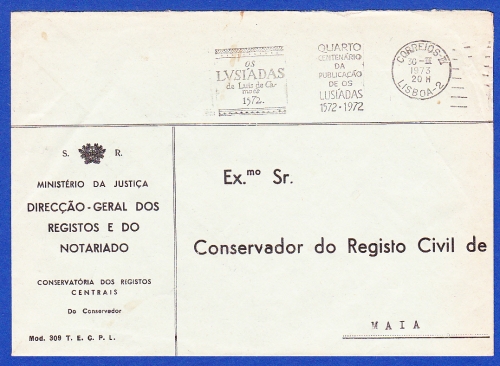 OS
LVSIADAS
de Luis de Ca-
mões
1572.
QUARTO
CENTENÁRIO
DA
PUBLICAÇÃO
DE OS
LUSÍADAS
1572-1972
CORREIOS
30-III
1973
20 H
LISBOA-2
S. R.
MINISTÉRIO DA JUSTIÇA
DIRECÇÃO-GERAL DOS
REGISTOS E DO
NOTARIADO
CONSERVATÓRIA DOS REGISTOS
CENTRAIS
Do Conservador
Mod. 309 T. E. C. P. L.
Ex.mo Sr.
Conservador do Registo Civil de
MAIA